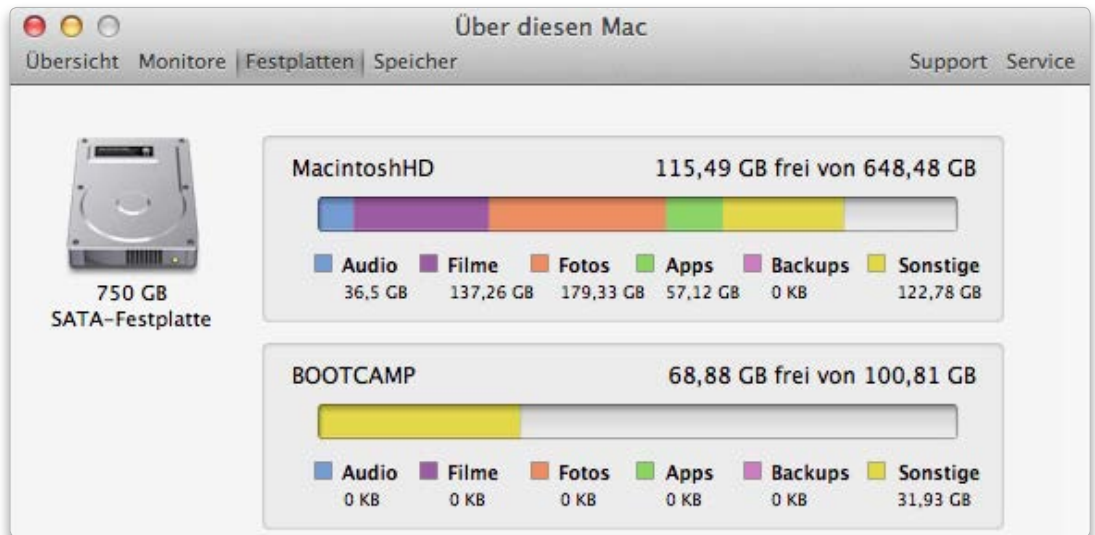 Über diesen Mac
Übersicht Monitore Festplatten Speicher Support Service
750 GB
SATA-Festplatte
MacintoshHD 115,49 GB frei von 648,48 GB
Audio Filme Fotos Apps Backups Sonstige
36,5 GB 137,26 GB 179,33 GB 57,12 GB 0 KB 122,78 GB
BOOTCAMP 68,88 GB frei von 100,81 GB
Audio Filme Fotos Apps Backups Sonstige
0 KB 0 KB 0 KB 0 KB 0 KB 31,93 GB